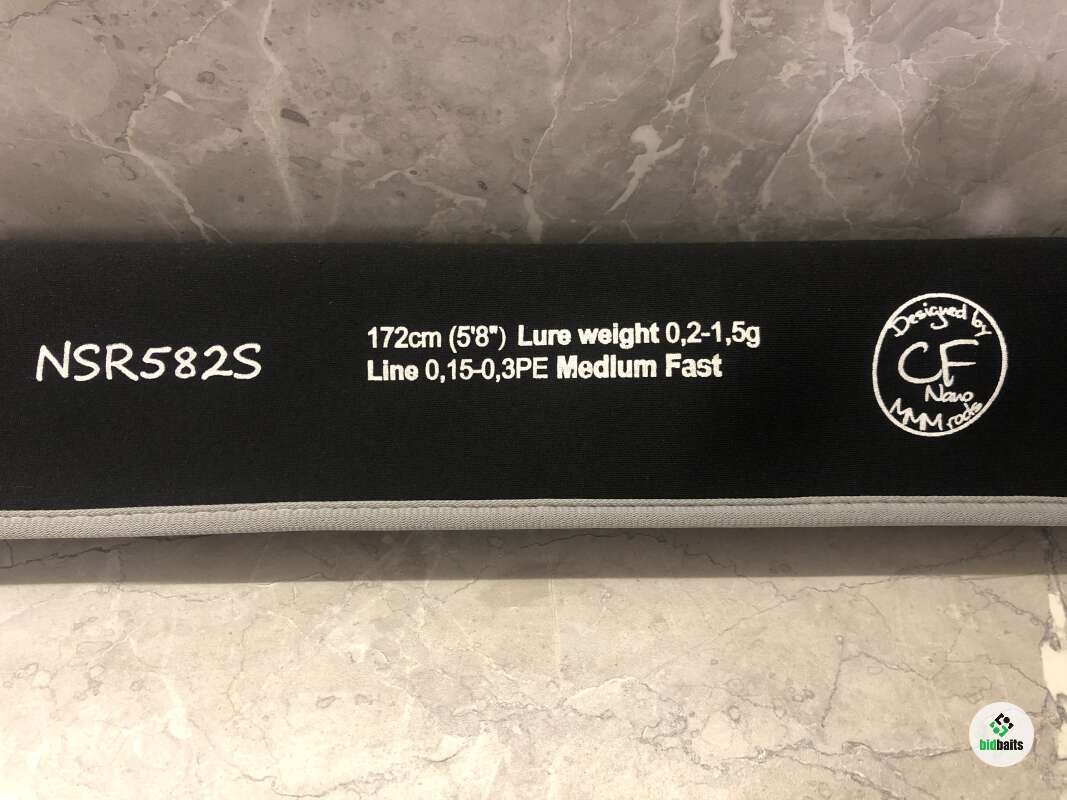 NSR582S
172cm (5'8") Lure weight 0,2-1,5g
Line 0,15-0,3PE Medium Fast
Designed by
CF
Nano
MMM rods
bidbaits